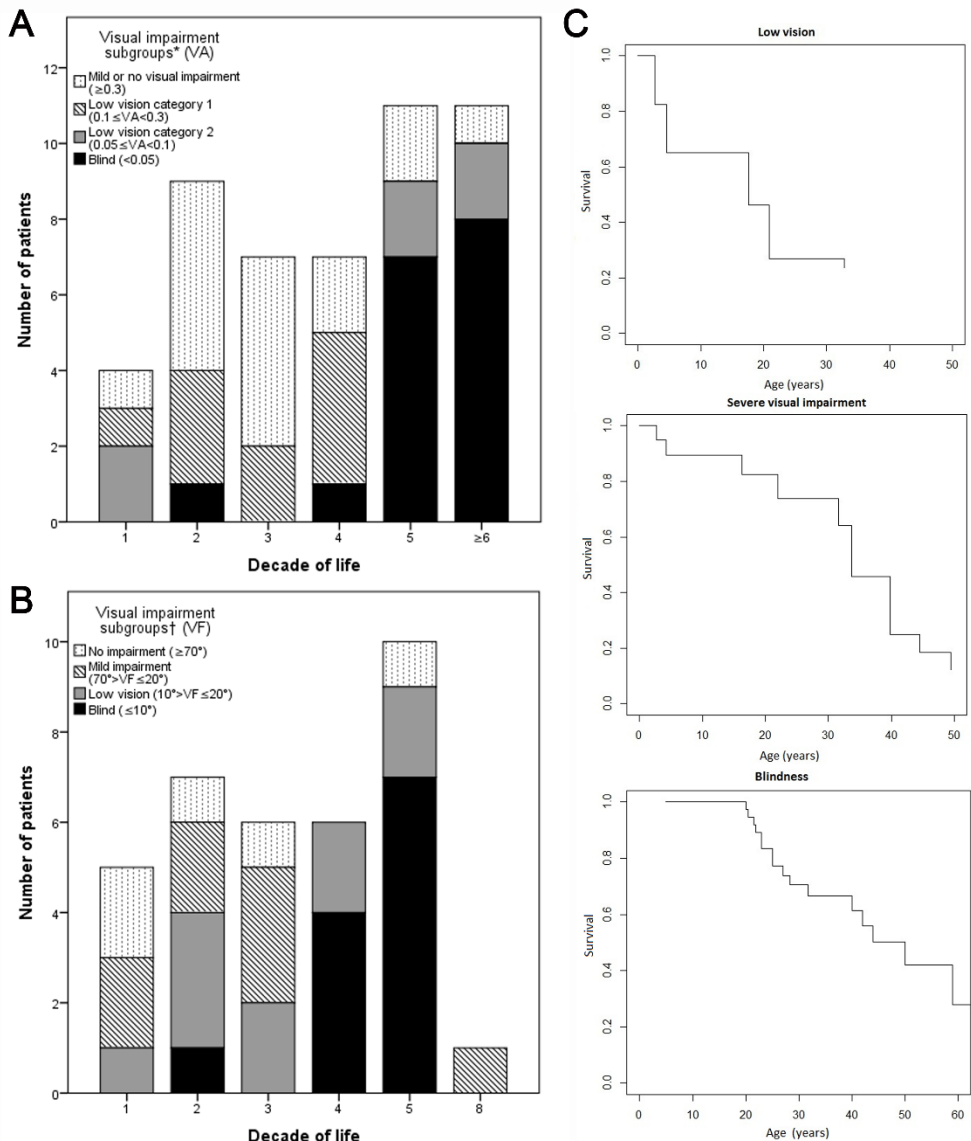 A
Visual impairment
subgroups* (VA)
Mild or no visual impairment
(≥0.3)
Low vision category 1
(0.1≤VA<0.3)
Low vision category 2
(0.05≤VA<0.1)
Blind (<0.05)
Number of patients
12
10
8
6
4
2
0
1 2 3 4 5 ≥6
Decade of life
B
Visual impairment
subgroups† (VF)
No impairment (≥70°)
Mild impairment
(70°>VF≤20°)
Low vision (10°>VF≤20°)
Blind (≤10°)
Number of patients
10
8
6
4
2
0
1 2 3 4 5 8
Decade of life
C
Low vision
Survival
1.0
0.8
0.6
0.4
0.2
0.0
0 10 20 30 40 50
Age (years)
Severe visual impairment
Survival
1.0
0.8
0.6
0.4
0.2
0.0
0 10 20 30 40 50
Age (years)
Blindness
Survival
1.0
0.8
0.6
0.4
0.2
0.0
0 10 20 30 40 50 60
Age (years)